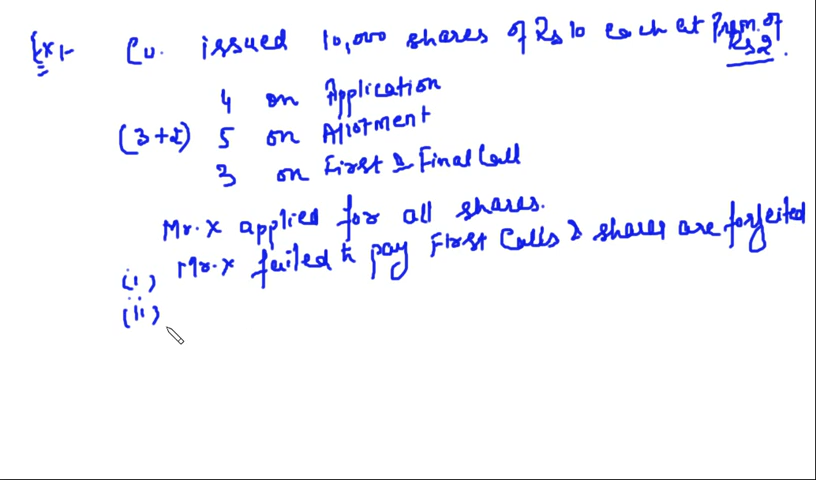 Ex:- Co. issued 10,000 shares of Rs 10 each at Prem. of Rs 2.
4 on Application
(3+2) 5 on Allotment
3 on First & Final Call
Mr. X applied for all shares.
(i) Mr. X failed to pay First Calls & shares are forfeited
(ii)